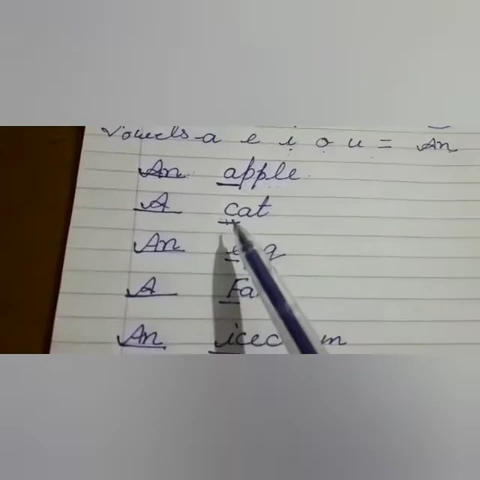 Vowels - a e i o u = An
An apple
A cat
An
A
An